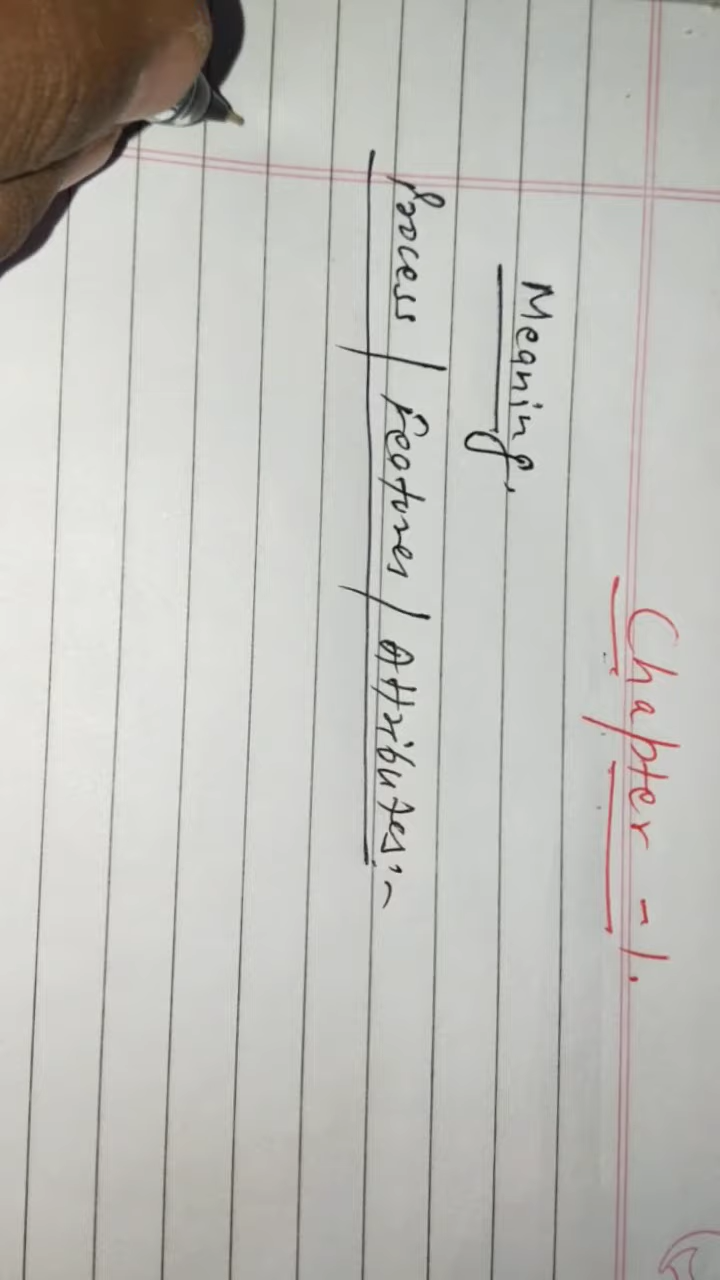 Chapter - 1.
Meaning,
Process / Features / Attributes:-